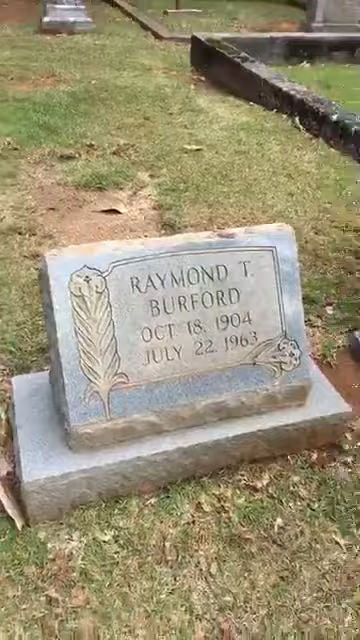 RAYMOND T.
BURFORD
OCT. 18, 1904
JULY 22, 1963